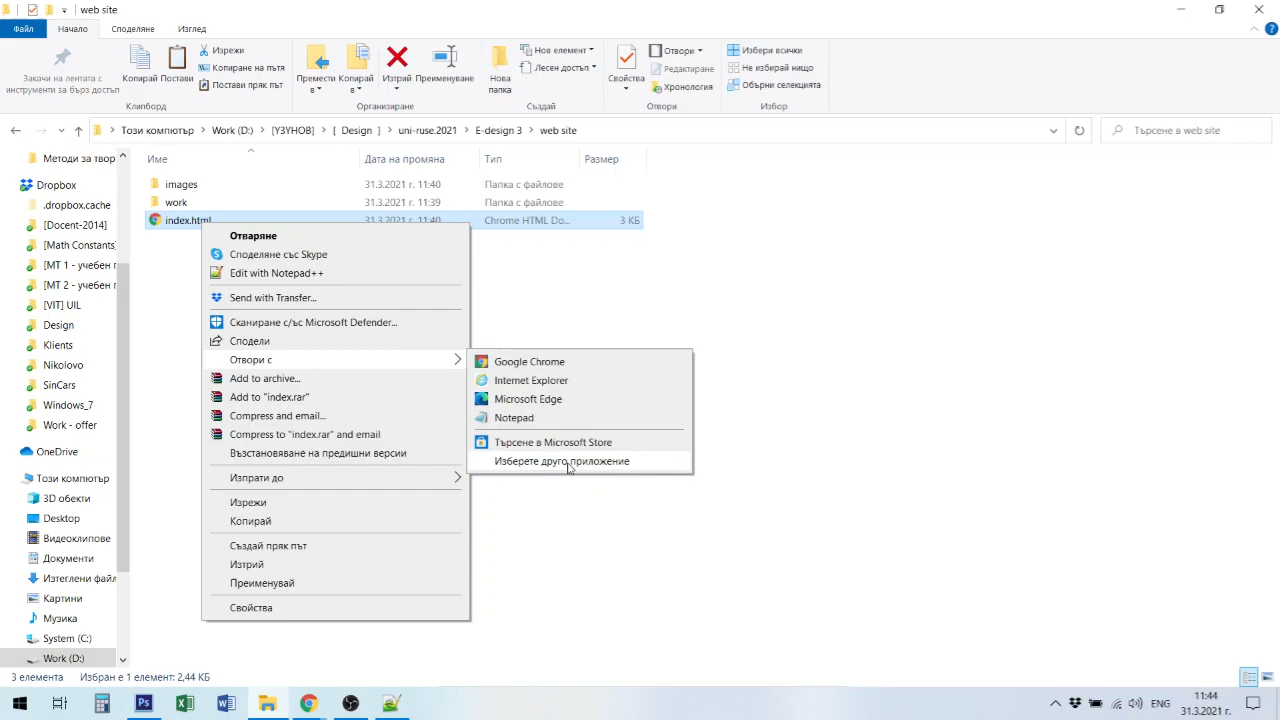 web site
Файл Начало Споделяне Изглед
Закачи на лентата с инструменти за бърз достъп
Копирай Постави
Изрежи
Копиране на пътя
Постави пряк път
Клипборд
Премести в Копирай в
Изтрий Преименуване
Организиране
Нова папка
Нов елемент
Лесен достъп
Създай
Свойства
Отвори
Редактиране
Хронология
Отвори
Избери всички
Не избирай нищо
Обърни селекцията
Избор
Този компютър Work (D:) [УЗУНОВ] [ Design ] uni-ruse.2021 E-design 3 web site
Търсене в web site
Име Дата на промяна Тип Размер
images 31.3.2021 г. 11:40 Папка с файлове
work 31.3.2021 г. 11:39 Папка с файлове
index.html 31.3.2021 г. 11:40 Chrome HTML Do... 3 КБ
Методи за твор
Dropbox
.dropbox.cache
[Docent-2014]
[Math Constants]
[MT 1 - учебен г
[MT 2 - учебен г
[VIT] UIL
Design
Klients
Nikolovo
SinCars
Windows_7
Work - offer
OneDrive
Този компютър
3D обекти
Desktop
Видеоклипове
Документи
Изтеглени файл
Картини
Музика
System (C:)
Work (D:)
Отваряне
Споделяне със Skype
Edit with Notepad++
Send with Transfer...
Сканиране с/ъс Microsoft Defender...
Сподели
Отвори с
Add to archive...
Add to "index.rar"
Compress and email...
Compress to "index.rar" and email
Възстановяване на предишни версии
Изпрати до
Изрежи
Копирай
Създай пряк път
Изтрий
Преименувай
Свойства
Google Chrome
Internet Explorer
Microsoft Edge
Notepad
Търсене в Microsoft Store
Изберете друго приложение
3 елемента Избран е 1 елемент: 2,44 КБ
ENG
11:44
31.3.2021 г.